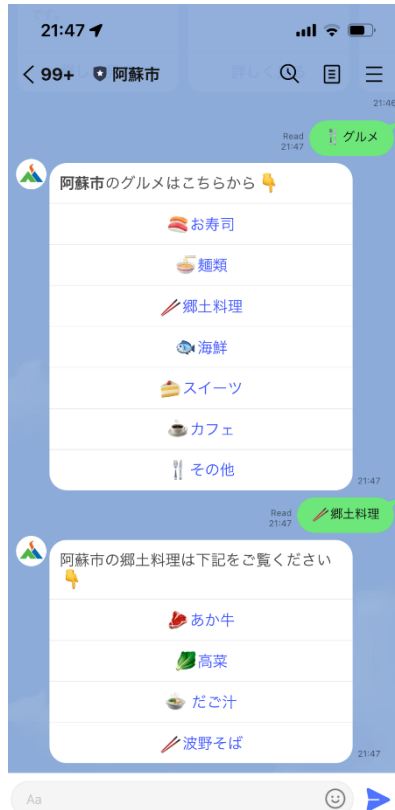 21:47
99+ 阿蘇市
詳しく
21:46
Read
21:47
グルメ
阿蘇市のグルメはこちらから
お寿司
麺類
郷土料理
海鮮
スイーツ
カフェ
その他
21:47
Read
21:47
郷土料理
阿蘇市の郷土料理は下記をご覧ください
あか牛
高菜
だご汁
波野そば
21:47
Aa